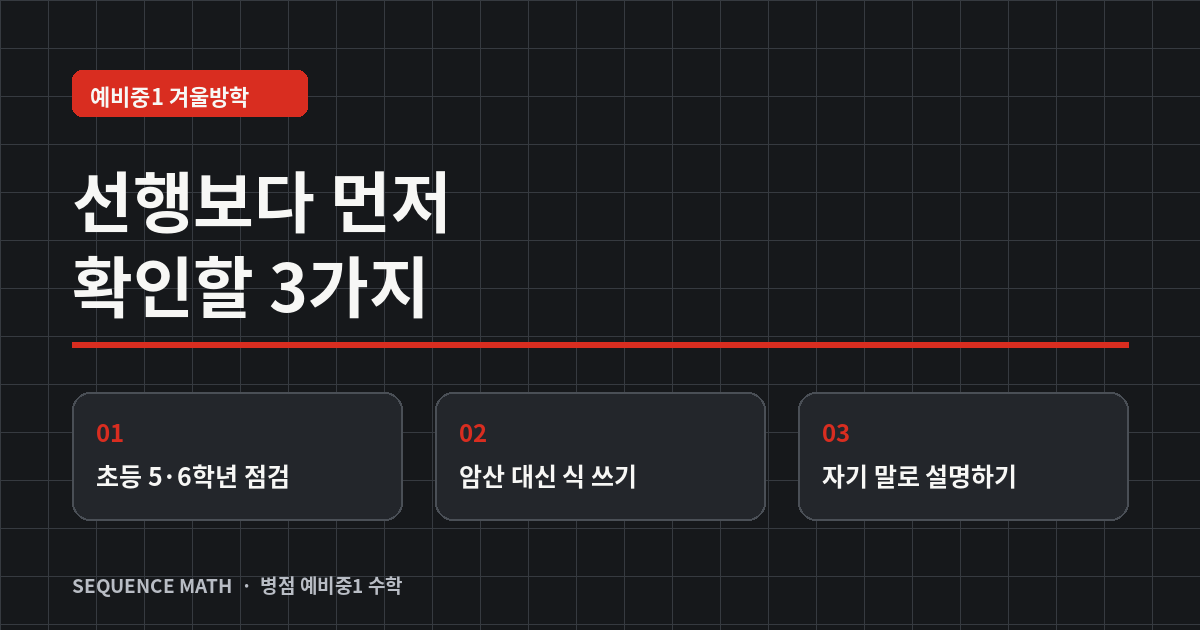 예비중1 겨울방학
선행보다 먼저
확인할 3가지
01
초등 5·6학년 점검
02
암산 대신 식 쓰기
03
자기 말로 설명하기
SEQUENCE MATH · 병점 예비중1 수학